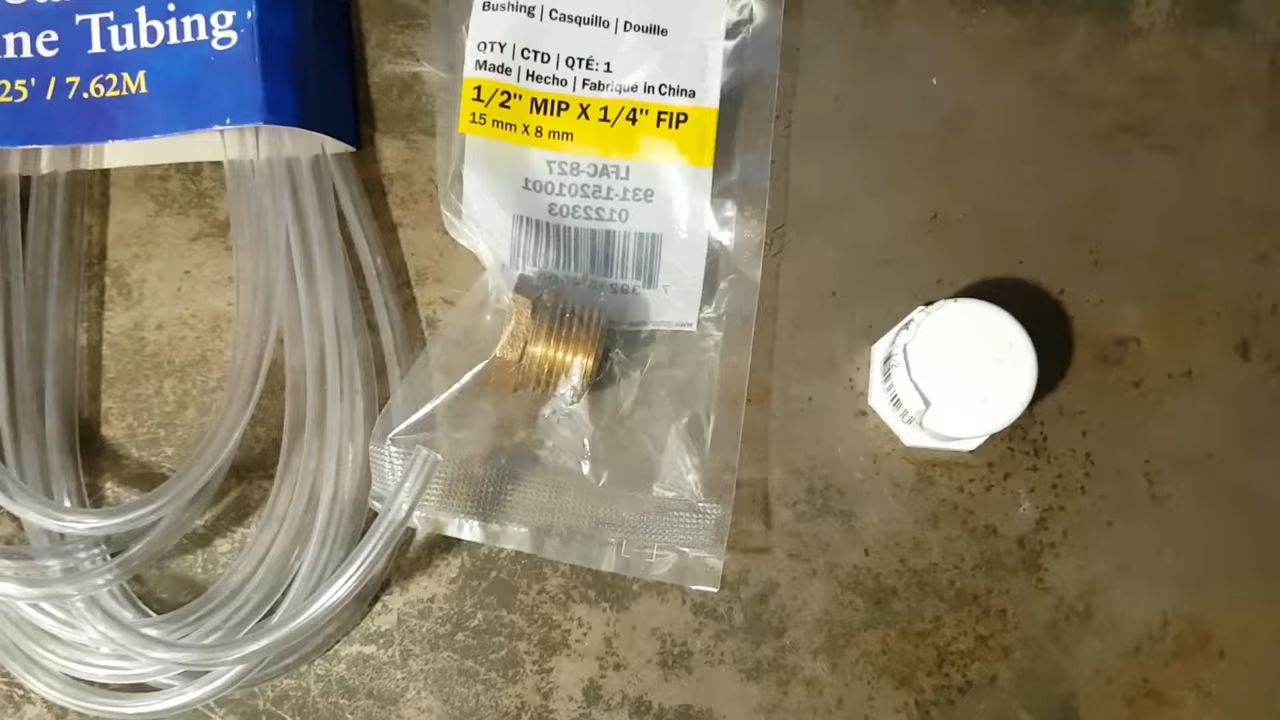 ine Tubing
25' / 7.62M
Bushing | Casquillo | Douille
QTY | CTD | QTÉ: 1
Made | Hecho | Fabriqué in China
1/2" MIP X 1/4" FIP
15 mm X 8 mm
LFAC-827
931-15201001
0122303